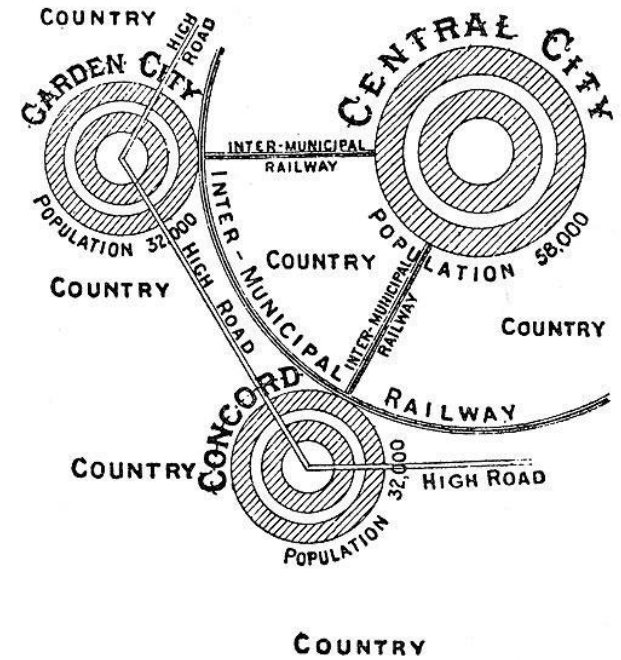 COUNTRY
HIGH
ROAD
GARDEN CITY
CENTRAL CITY
INTER-MUNICIPAL
RAILWAY
POPULATION 32,000
INTER-MUNICIPAL RAILWAY
POPULATION 58,000
COUNTRY
COUNTRY
HIGH ROAD
INTER-MUNICIPAL
RAILWAY
COUNTRY
CONCORD
COUNTRY
HIGH ROAD
POPULATION 32,000
COUNTRY